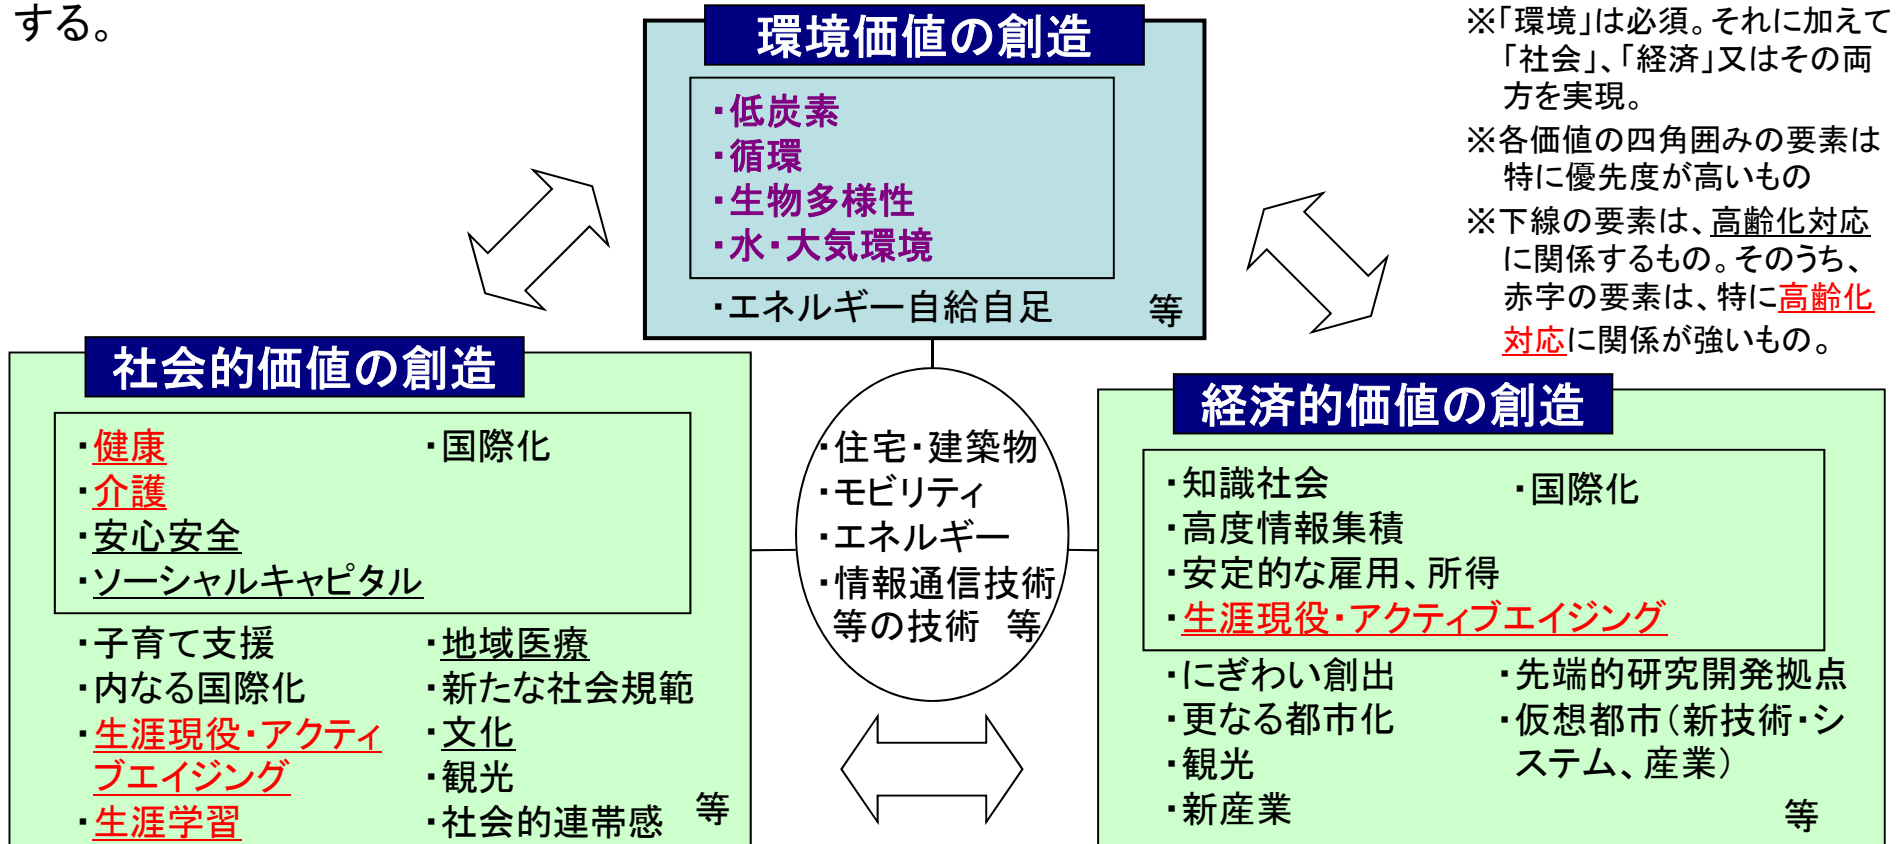 する。
環境価値の創造
・低炭素
・循環
・生物多様性
・水・大気環境
・エネルギー自給自足 等
※「環境」は必須。それに加えて
「社会」、「経済」又はその両
方を実現。
※各価値の四角囲みの要素は
特に優先度が高いもの
※下線の要素は、高齢化対応
に関係するもの。そのうち、
赤字の要素は、特に高齢化
対応に関係が強いもの。
社会的価値の創造
・健康
・介護
・安心安全
・ソーシャルキャピタル
・国際化
・子育て支援
・内なる国際化
・生涯現役・アクティ
ブエイジング
・生涯学習
・地域医療
・新たな社会規範
・文化
・観光
・社会的連帯感
等
・住宅・建築物
・モビリティ
・エネルギー
・情報通信技術
等の技術 等
経済的価値の創造
・知識社会
・高度情報集積
・安定的な雇用、所得
・生涯現役・アクティブエイジング
・国際化
・にぎわい創出
・更なる都市化
・観光
・新産業
・先端的研究開発拠点
・仮想都市（新技術・シ
ステム、産業）
等